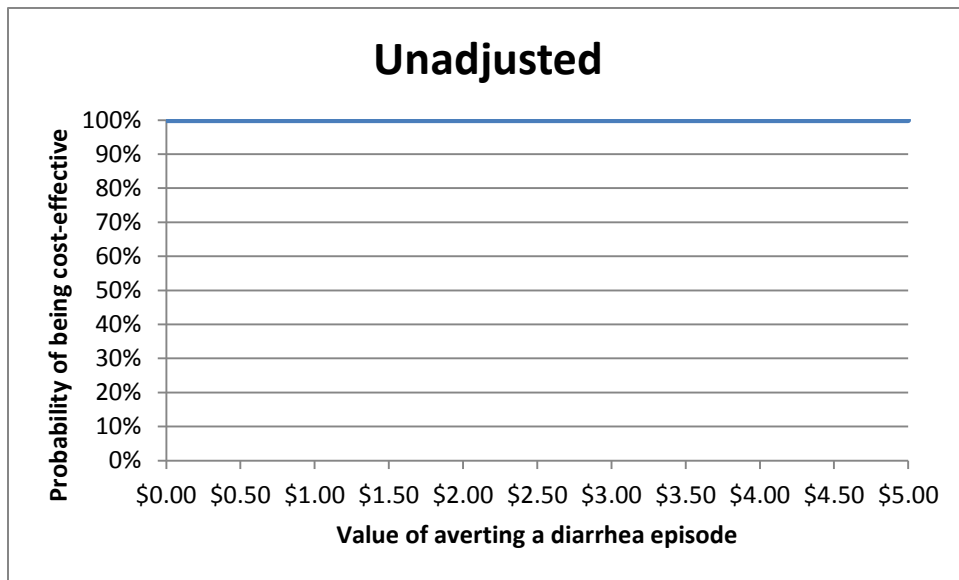 Unadjusted
Probability of being cost-effective
100%
90%
80%
70%
60%
50%
40%
30%
20%
10%
0%
$0.00 $0.50 $1.00 $1.50 $2.00 $2.50 $3.00 $3.50 $4.00 $4.50 $5.00
Value of averting a diarrhea episode